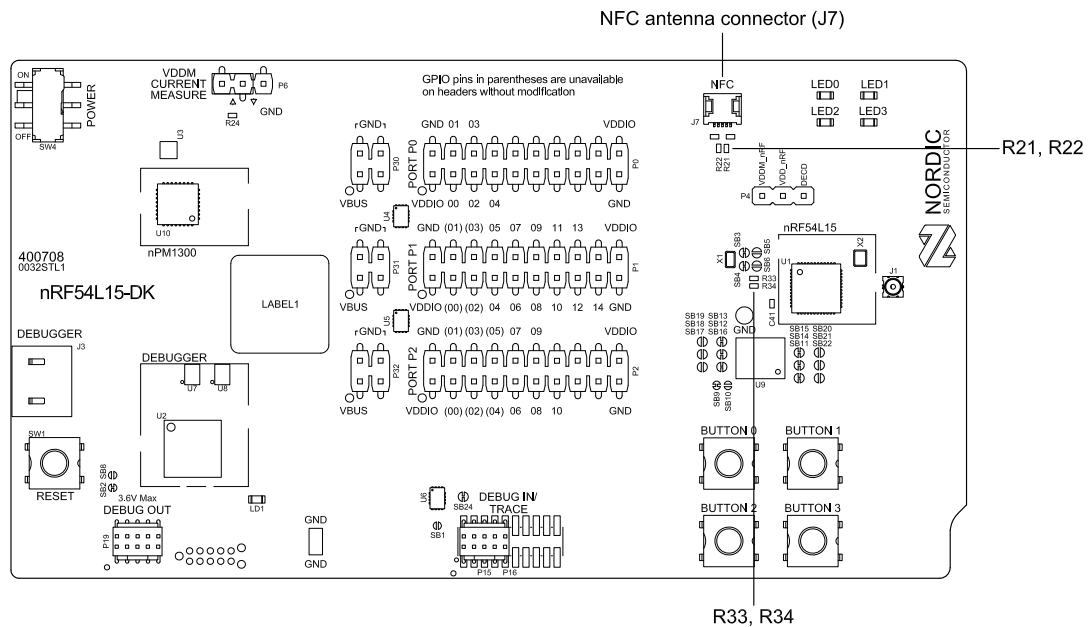 NFC antenna connector (J7)
ON
OFF
SW4
POWER
VDDM
CURRENT
MEASURE
P6
GND
R24
U3
GPIO pins in parentheses are unavailable
on headers without modification
NFC
J7
R22
R21
R21, R22
LED0
LED1
LED2
LED3
NORDIC
SEMICONDUCTOR
GND
P30
VBUS
GND 01 03 VDDIO
PORT P0
P0
VDDIO 00 02 04 GND
U4
P4
VDDM_nRF
VDD_nRF
DECD
U10
nPM1300
400708
0032STL1
nRF54L15-DK
LABEL1
GND
P31
VBUS
GND (01) (03) 05 07 09 11 13 VDDIO
PORT P1
P1
VDDIO (00) (02) 04 06 08 10 12 14 GND
U5
nRF54L15
X1
SB3
SB4
SB5
SB6
R33
R34
U1
X2
J1
C41
GND
SB19 SB13
SB18 SB12
SB17 SB16
SB15 SB20
SB14 SB21
SB11 SB22
SB9
SB10
U9
DEBUGGER
J3
DEBUGGER
U7
U8
U2
GND
P32
VBUS
GND (01) (03) (05) 07 09 VDDIO
PORT P2
P2
VDDIO (00) (02) (04) 06 08 10 GND
SW1
RESET
SB8
SB2
3.6V Max
DEBUG OUT
P19
LD1
GND
GND
U6
SB24
SB1
DEBUG IN/
TRACE
P15
P16
BUTTON 0
BUTTON 1
BUTTON 2
BUTTON 3
R33, R34